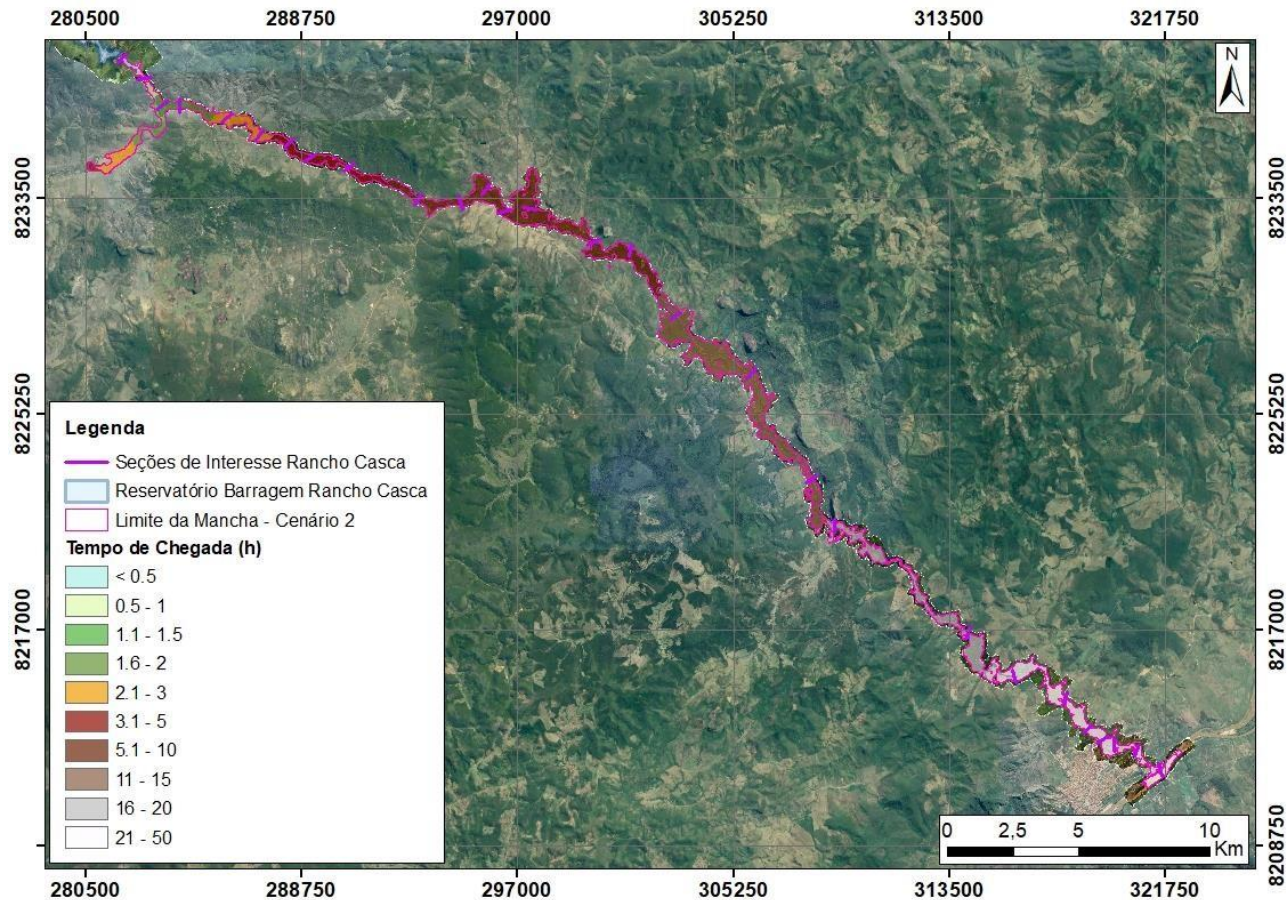 280500 288750 297000 305250 313500 321750
N
8233500 8233500
8225250 8225250
Legenda
Seções de Interesse Rancho Casca
Reservatório Barragem Rancho Casca
Limite da Mancha - Cenário 2
Tempo de Chegada (h)
< 0.5
0.5 - 1
1.1 - 1.5
1.6 - 2
2.1 - 3
3.1 - 5
5.1 - 10
11 - 15
16 - 20
21 - 50
8217000 8217000
0 2,5 5 10
Km
8208750 8208750
280500 288750 297000 305250 313500 321750